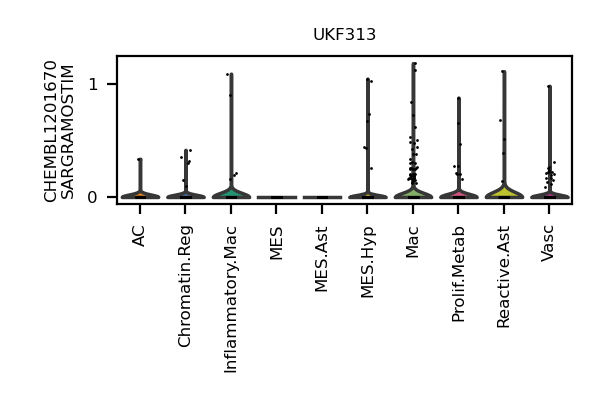 UKF313
CHEMBL1201670
SARGRAMOSTIM
1
0
AC
Chromatin.Reg
Inflammatory.Mac
MES
MES.Ast
MES.Hyp
Mac
Prolif.Metab
Reactive.Ast
Vasc